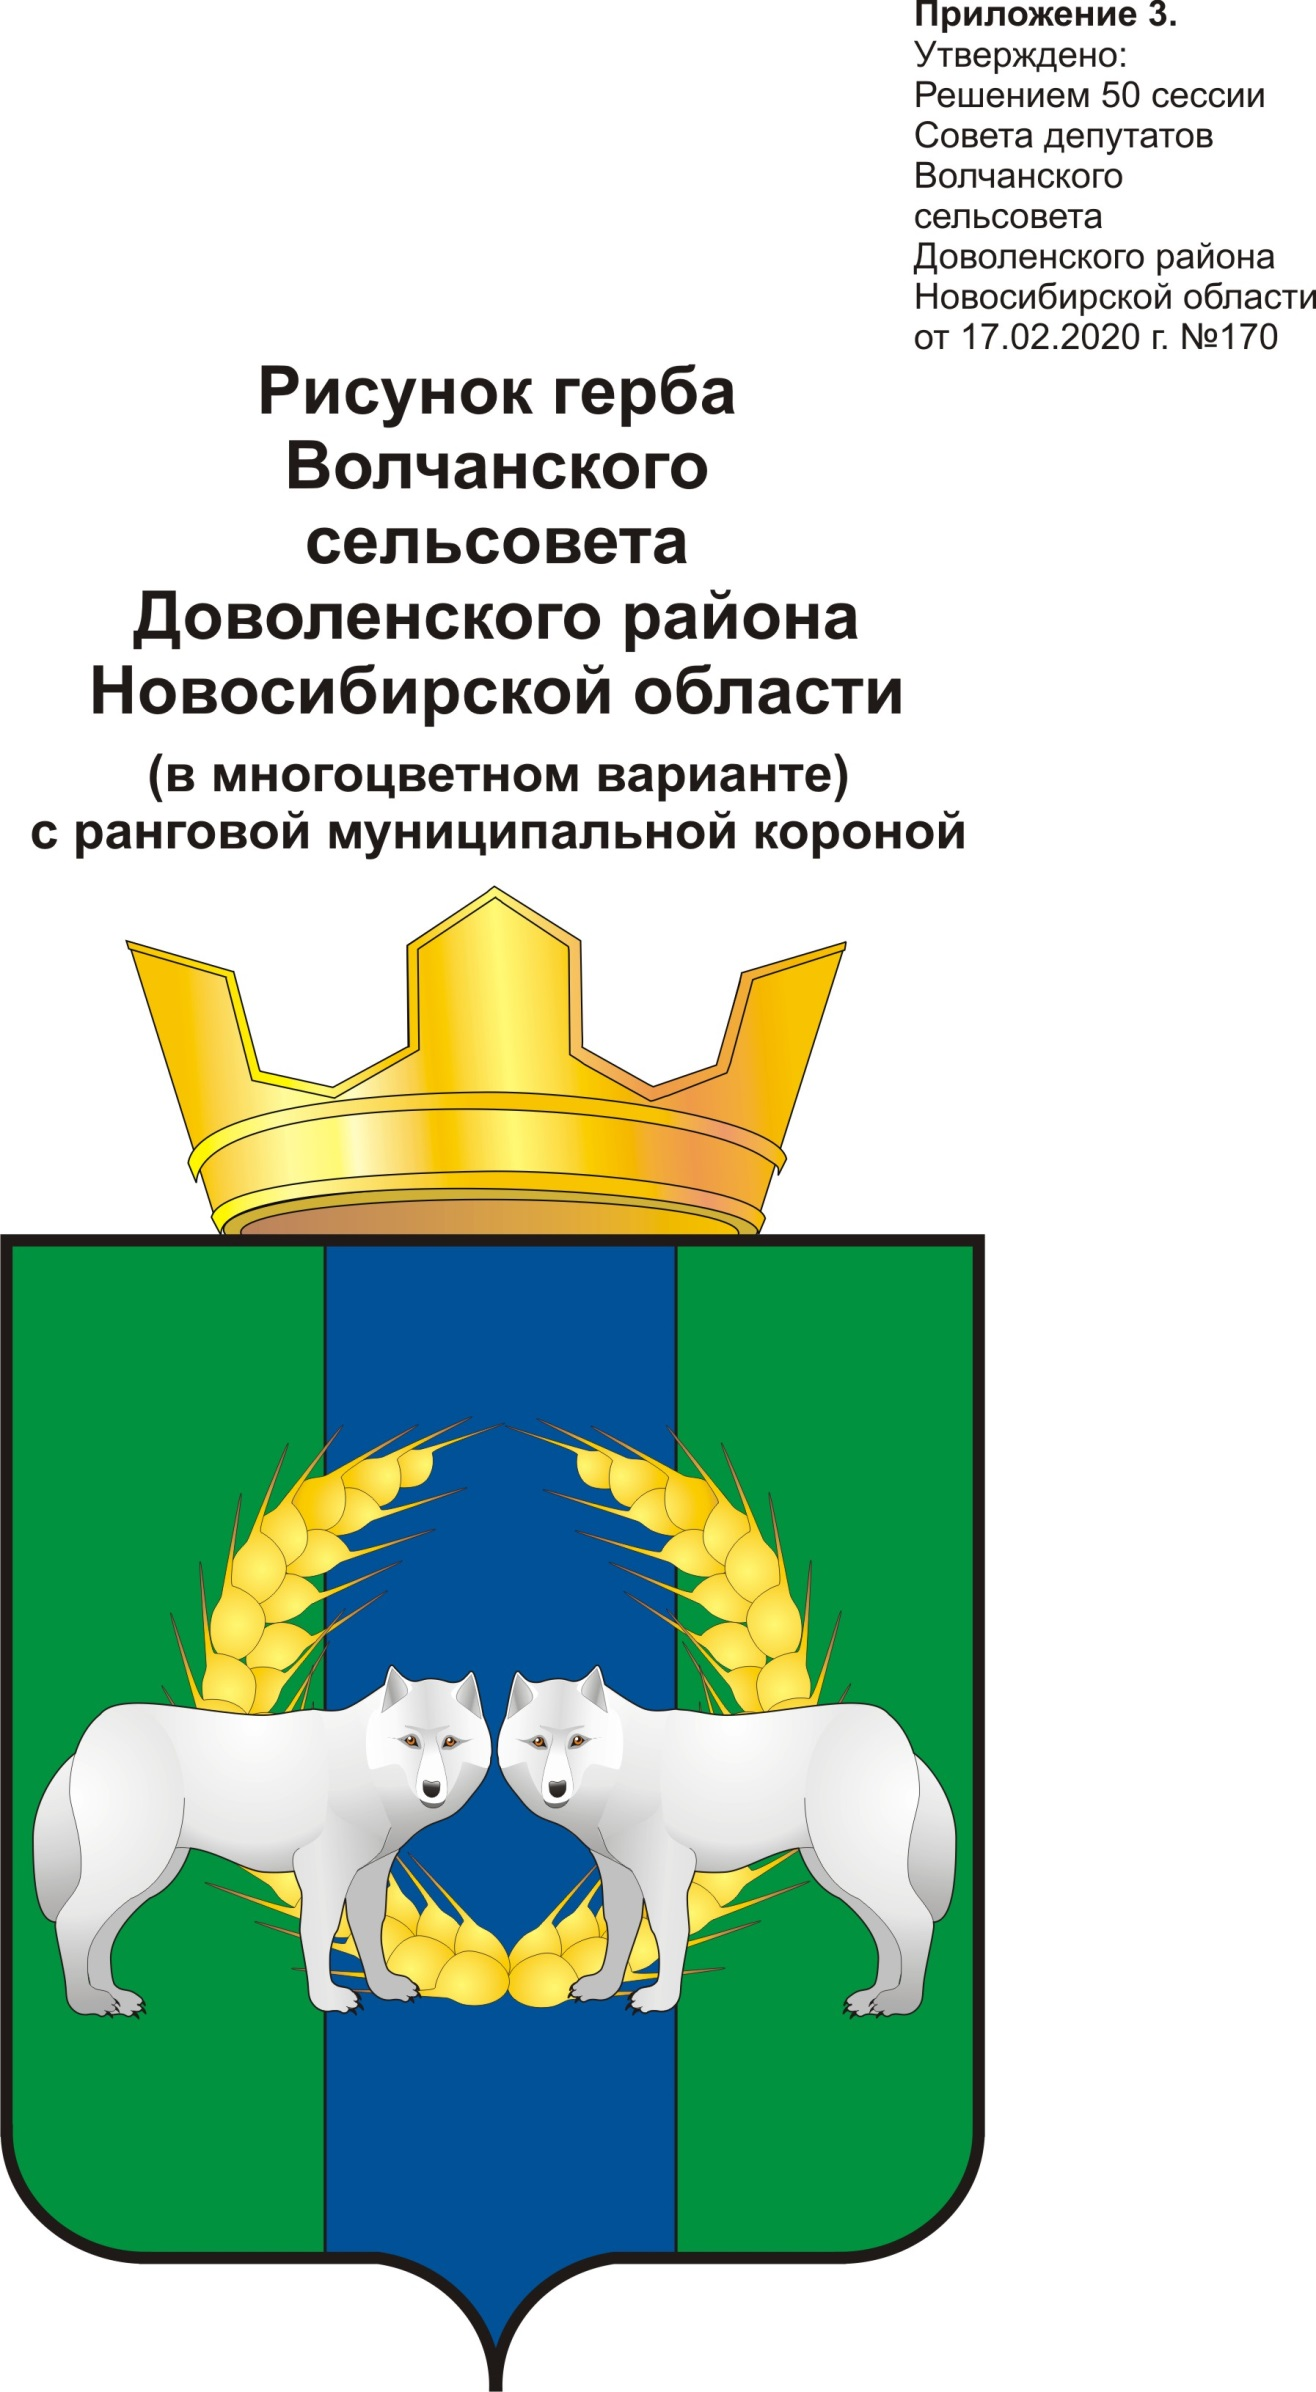 Приложение 3.
Утверждено:
Решением 50 сессии
Совета депутатов
Волчанского
сельсовета
Доволенского района
Новосибирской области
от 17.02.2020 г. №170
Рисунок герба
Волчанского
сельсовета
Доволенского района
Новосибирской области
(в многоцветном варианте)
с ранговой муниципальной короной